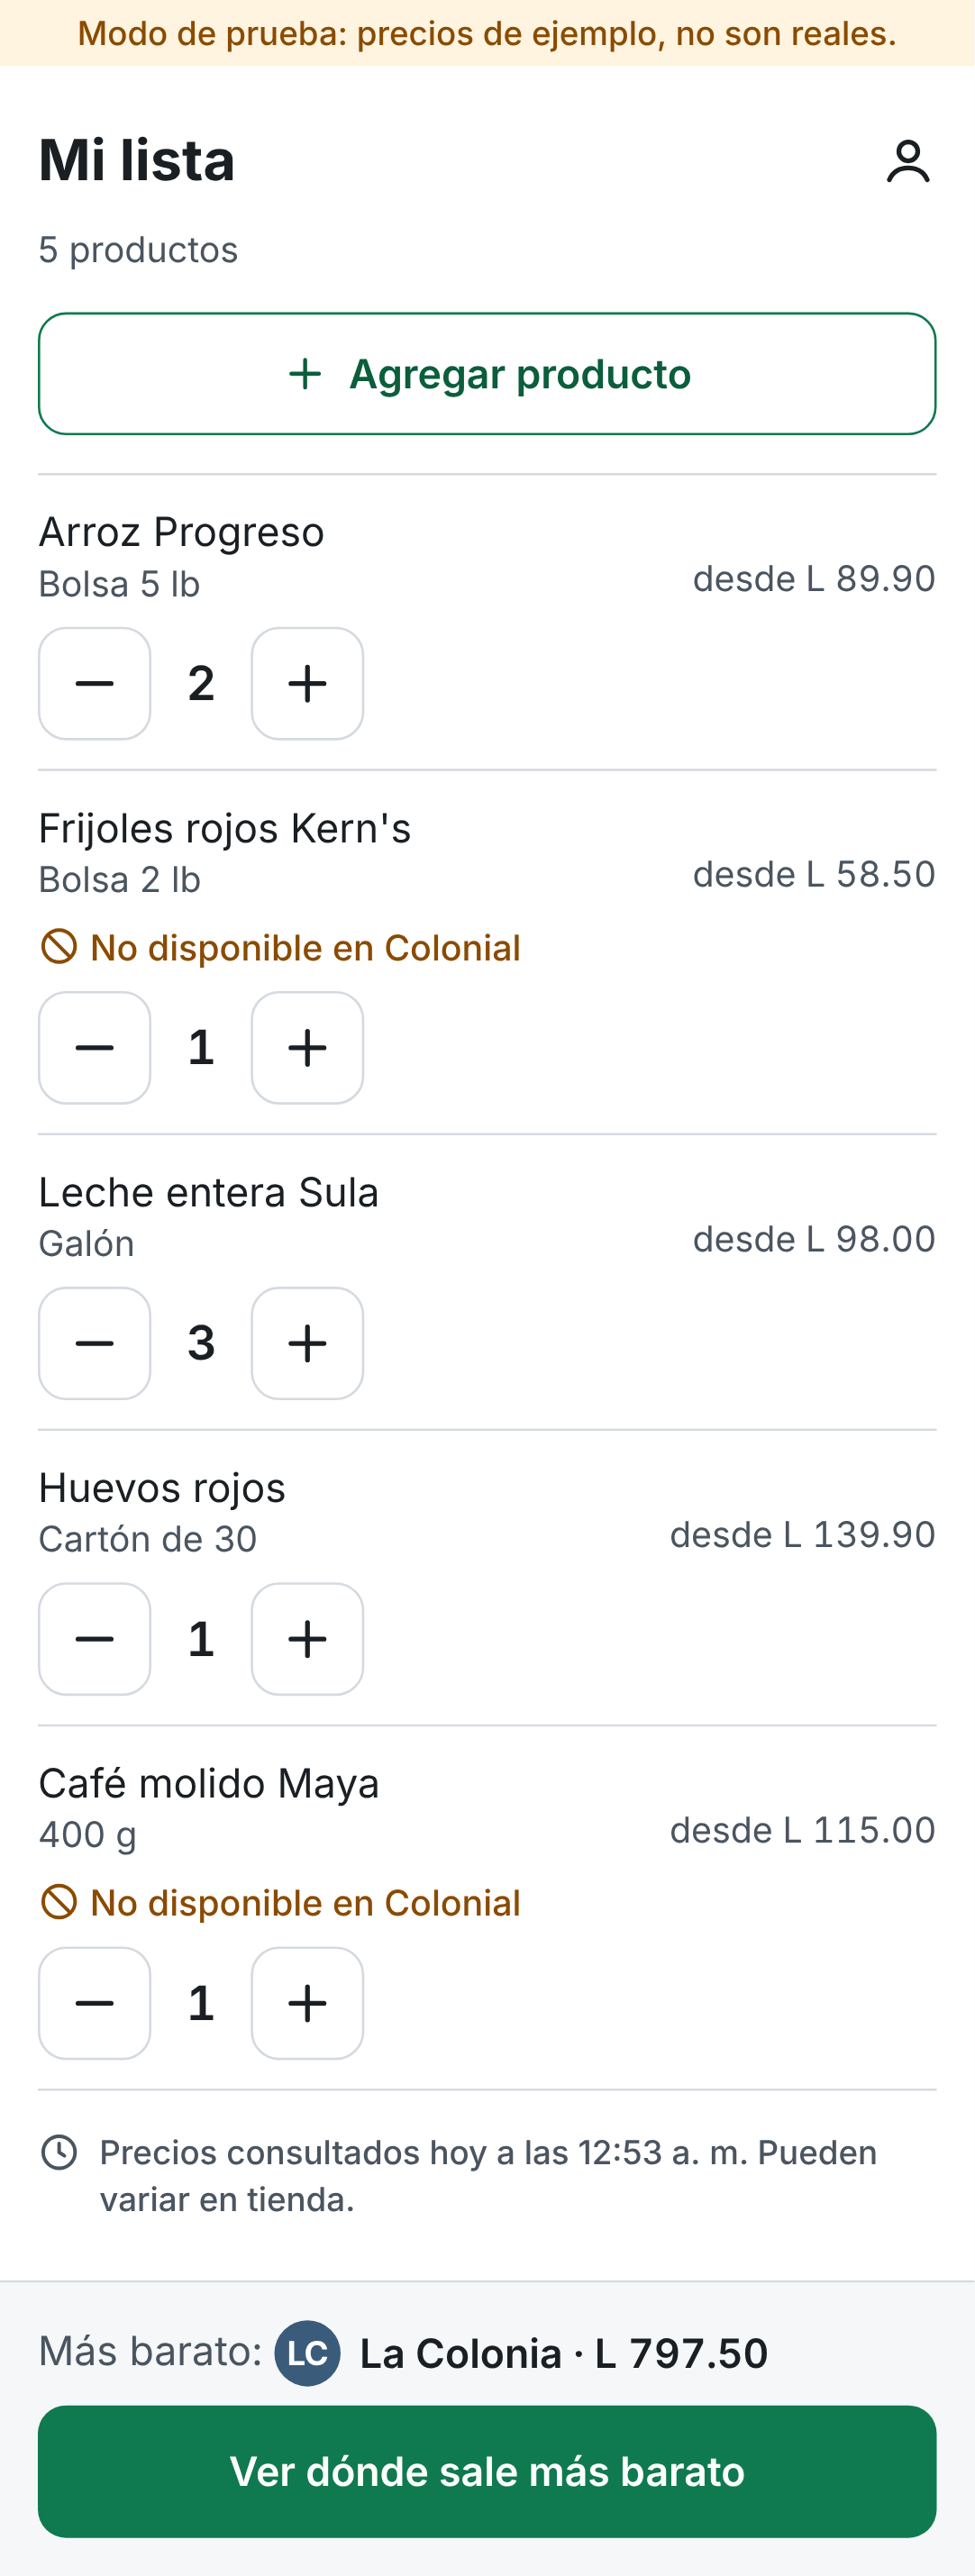 Modo de prueba: precios de ejemplo, no son reales.
Mi lista
5 productos
+ Agregar producto
Arroz Progreso
Bolsa 5 lb
desde L 89.90
− 2 +
Frijoles rojos Kern's
Bolsa 2 lb
desde L 58.50
No disponible en Colonial
− 1 +
Leche entera Sula
Galón
desde L 98.00
− 3 +
Huevos rojos
Cartón de 30
desde L 139.90
− 1 +
Café molido Maya
400 g
desde L 115.00
No disponible en Colonial
− 1 +
Precios consultados hoy a las 12:53 a. m. Pueden
variar en tienda.
Más barato: LC La Colonia · L 797.50
Ver dónde sale más barato